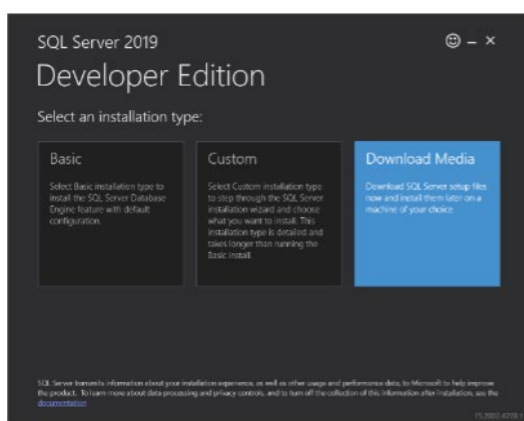 SQL Server 2019
Developer Edition
Select an installation type:
Basic
Select Basic installation type to
install the SQL Server Database
Engine feature with default
configuration.
Custom
Select Custom installation type
to step through the SQL Server
installation wizard and choose
what you want to install. This
installation type is detailed and
takes longer than running the
Basic install.
Download Media
Download SQL Server setup files
now and install them later on a
machine of your choice.
SQL Server transmits information about your installation experience, as well as other usage and performance data, to Microsoft to help improve
the product. To learn more about data processing and privacy controls, and to turn off the collection of this information after installation, see the
documentation